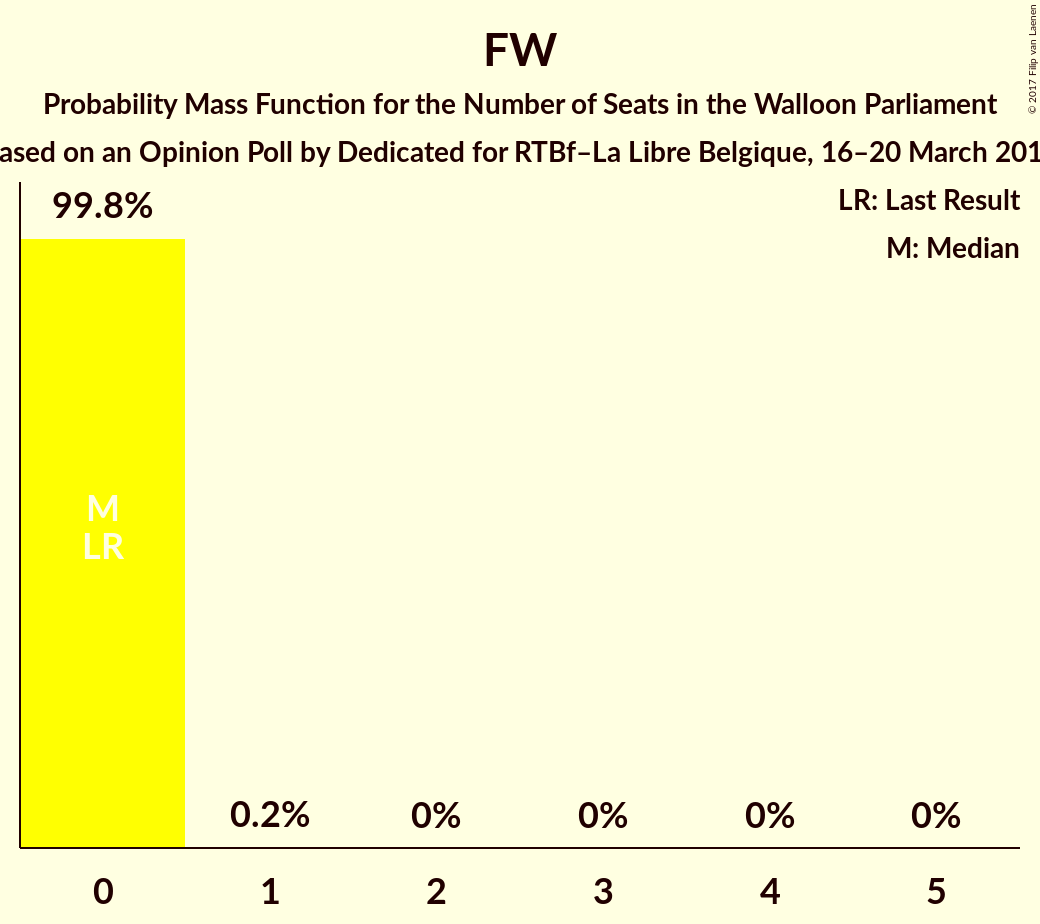 FW
Probability Mass Function for the Number of Seats in the Walloon Parliament
ased on an Opinion Poll by Dedicated for RTBf–La Libre Belgique, 16–20 March 201
© 2017 Filip van Laenen
LR: Last Result
M: Median
99.8%
M
LR
0.2%
0%
0%
0%
0%
0
1
2
3
4
5